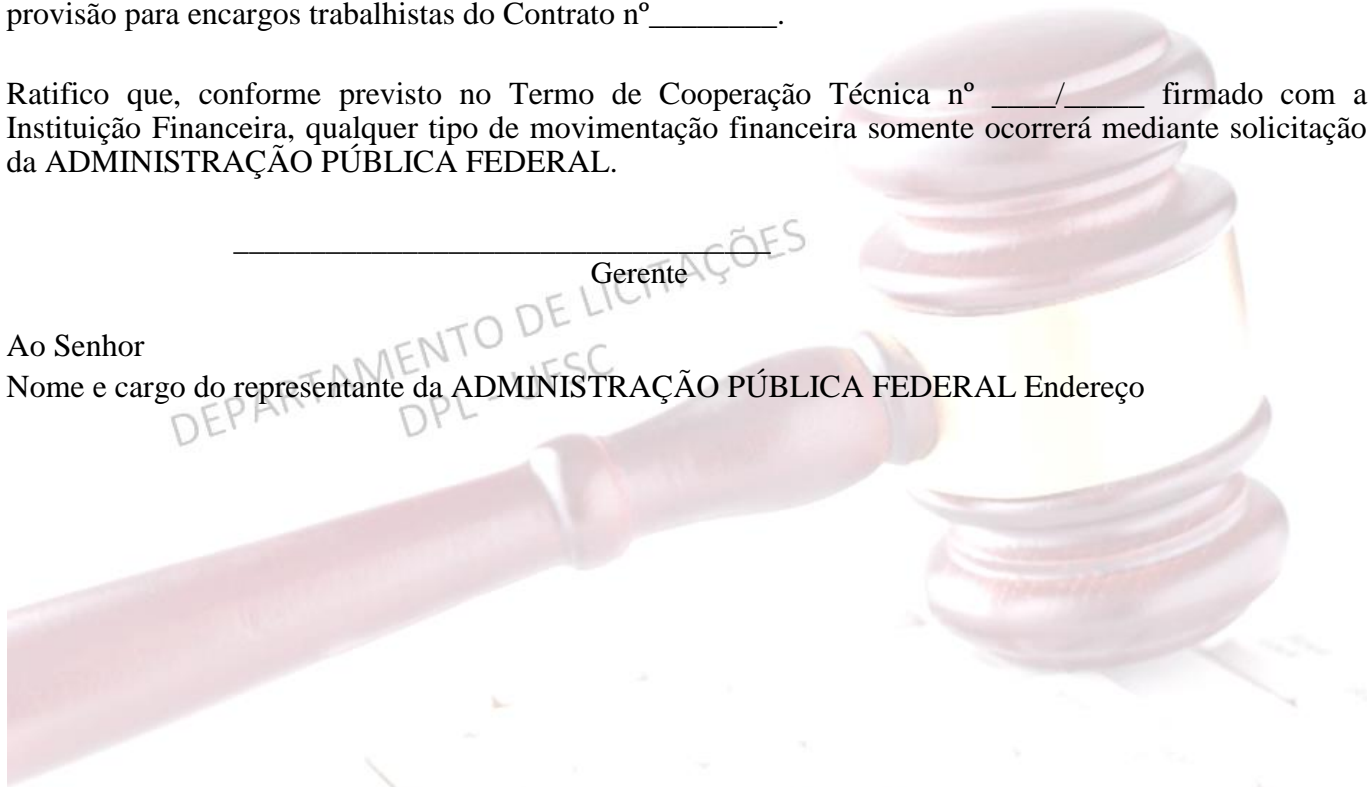 provisão para encargos trabalhistas do Contrato nº________.
Ratifico que, conforme previsto no Termo de Cooperação Técnica nº ____/_____ firmado com a
Instituição Financeira, qualquer tipo de movimentação financeira somente ocorrerá mediante solicitação
da ADMINISTRAÇÃO PÚBLICA FEDERAL.
__________________________________
Gerente
Ao Senhor
Nome e cargo do representante da ADMINISTRAÇÃO PÚBLICA FEDERAL Endereço
DEPARTAMENTO DE LICITAÇÕES
DPL - UFSC